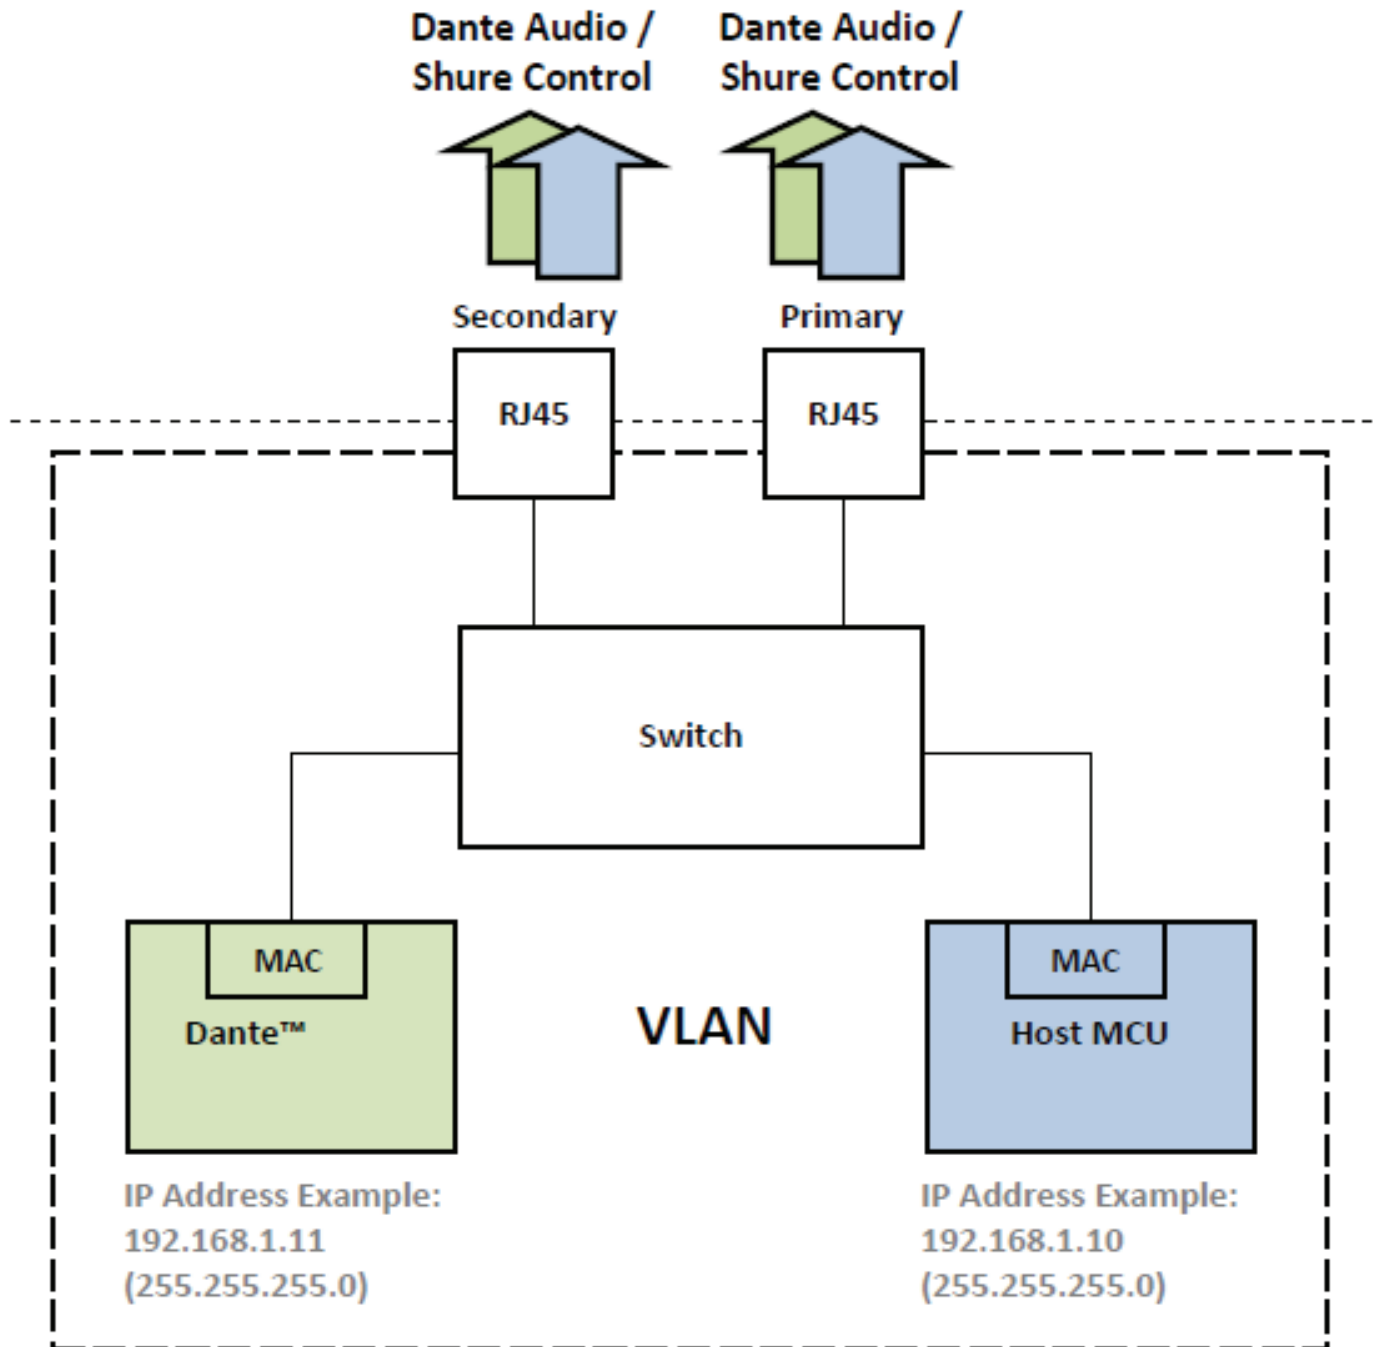 Dante Audio /
Shure Control
Dante Audio /
Shure Control
Secondary
Primary
RJ45
RJ45
Switch
MAC
Dante™
VLAN
MAC
Host MCU
IP Address Example:
192.168.1.11
(255.255.255.0)
IP Address Example:
192.168.1.10
(255.255.255.0)